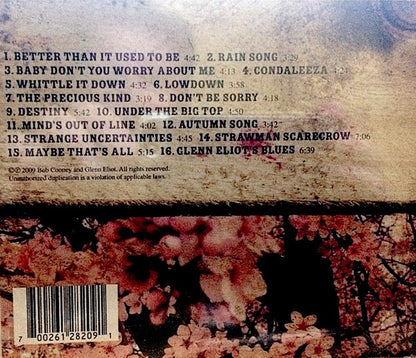 1. BETTER THAN IT USED TO BE 4:42 2. RAIN SONG 3:29
3. BABY DON'T YOU WORRY ABOUT ME 4:13 4. CONDALEEZA 4:24
5. WHITTLE IT DOWN 4:32 6. LOWDOWN 3:58
7. THE PRECIOUS KIND 3:19 8. DON'T BE SORRY 4:18
9. DESTINY 5:42 10. UNDER THE BIG TOP 3:50
11. MIND'S OUT OF LINE 4:02 12. AUTUMN SONG 3:42
13. STRANGE UNCERTAINTIES 4:45 14. STRAWMAN SCARECROW 7:06
15. MAYBE THAT'S ALL 5:15 16. GLENN ELIOT'S BLUES 6:39
©℗ 2009 Bob Cooney and Glenn Eliot. All rights reserved.
Unauthorized duplication is a violation of applicable laws.
7 00261 28209 1